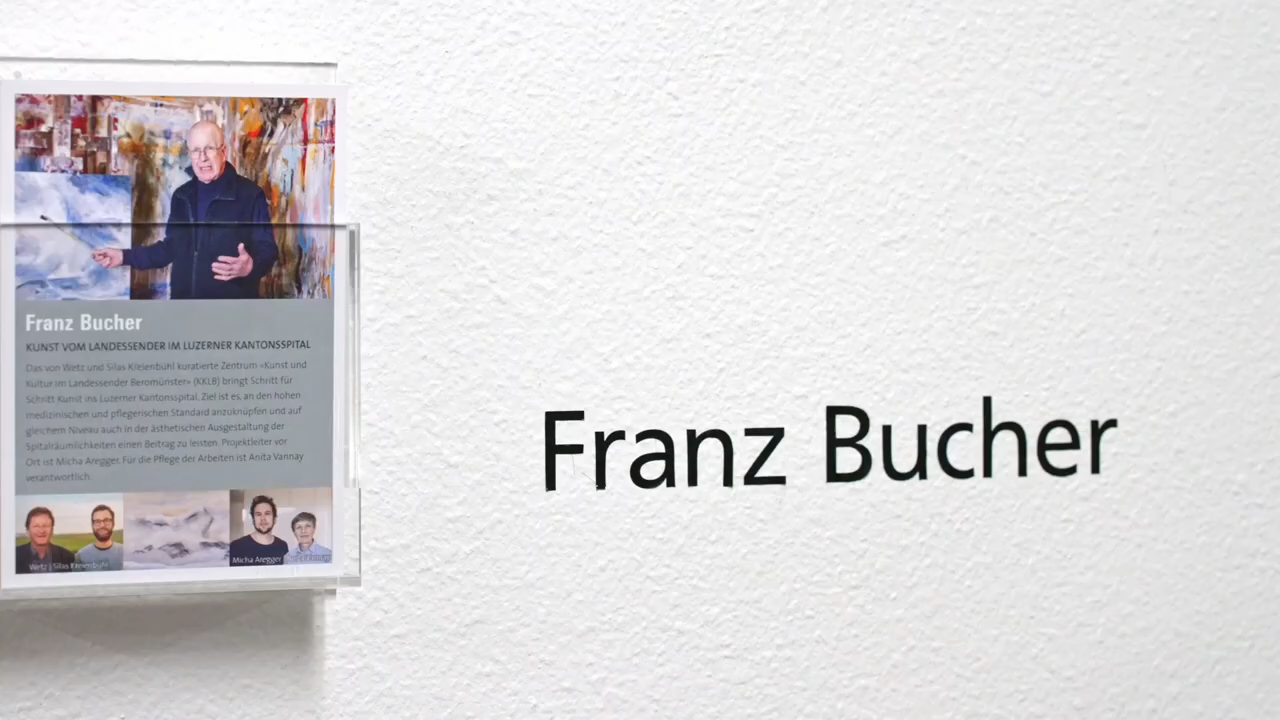 Franz Bucher
KUNST VOM LANDESSENDER IM LUZERNER KANTONSSPITAL
Das von Wetz und Silas Kreienbühl kuratierte Zentrum «Kunst und
Kultur im Landessender Beromünster» (KKLB) bringt Schritt für
Schritt Kunst ins Luzerner Kantonsspital. Ziel ist es, an den hohen
medizinischen und pflegerischen Standard anzuknüpfen und auf
gleichem Niveau auch in der ästhetischen Ausgestaltung der
Spitalräumlichkeiten einen Beitrag zu leisten. Projektleiter vor
Ort ist Micha Aregger. Für die Pflege der Arbeiten ist Anita Vannay
verantwortlich.
Wetz | Silas Kreienbühl
Micha Aregger
Franz Bucher